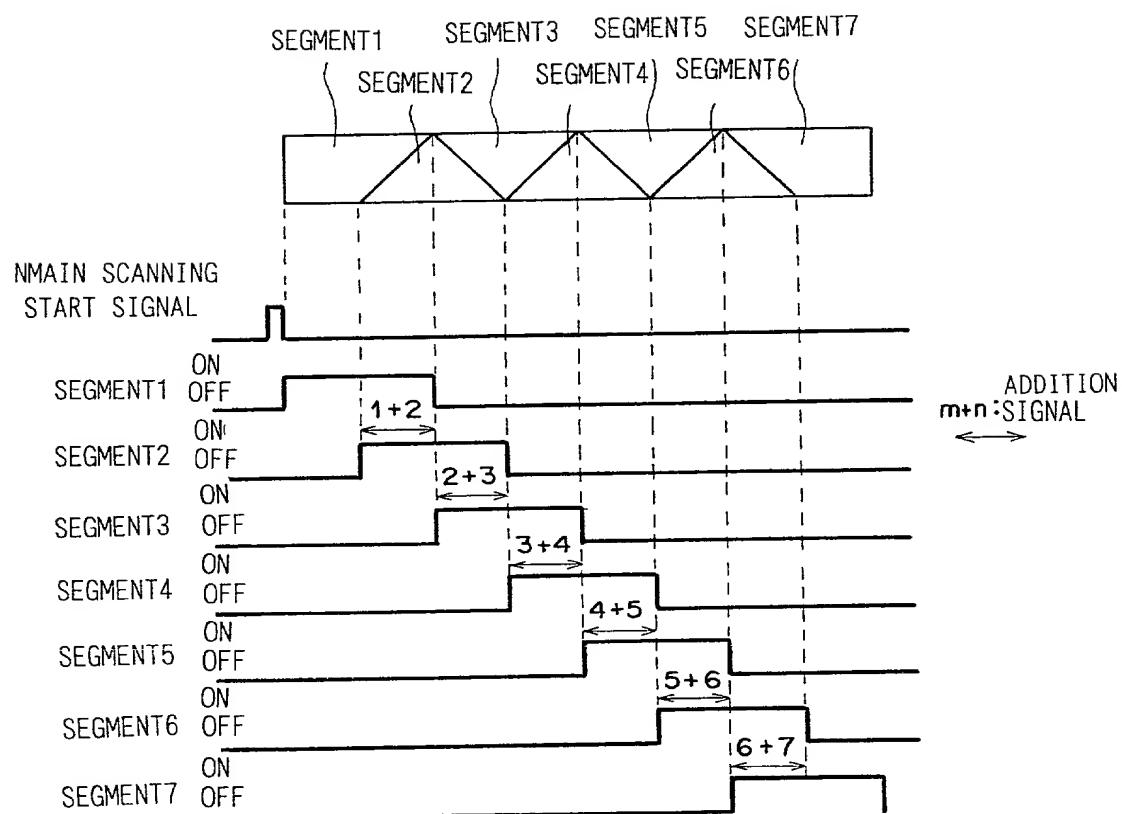 SEGMENT1 SEGMENT3 SEGMENT5 SEGMENT7
SEGMENT2 SEGMENT4 SEGMENT6
NMAIN SCANNING
START SIGNAL
SEGMENT1 ON
OFF
1+2
m+n:ADDITION
SIGNAL
SEGMENT2 ON
OFF
2+3
SEGMENT3 ON
OFF
3+4
SEGMENT4 ON
OFF
4+5
SEGMENT5 ON
OFF
5+6
SEGMENT6 ON
OFF
6+7
SEGMENT7 ON
OFF